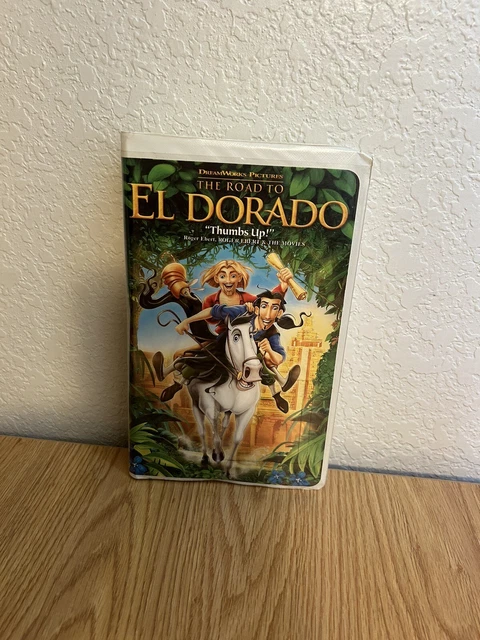 DREAMWORKS PICTURES
THE ROAD TO
EL DORADO
"Thumbs Up!"
Roger Ebert, ROGER EBERT & THE MOVIES